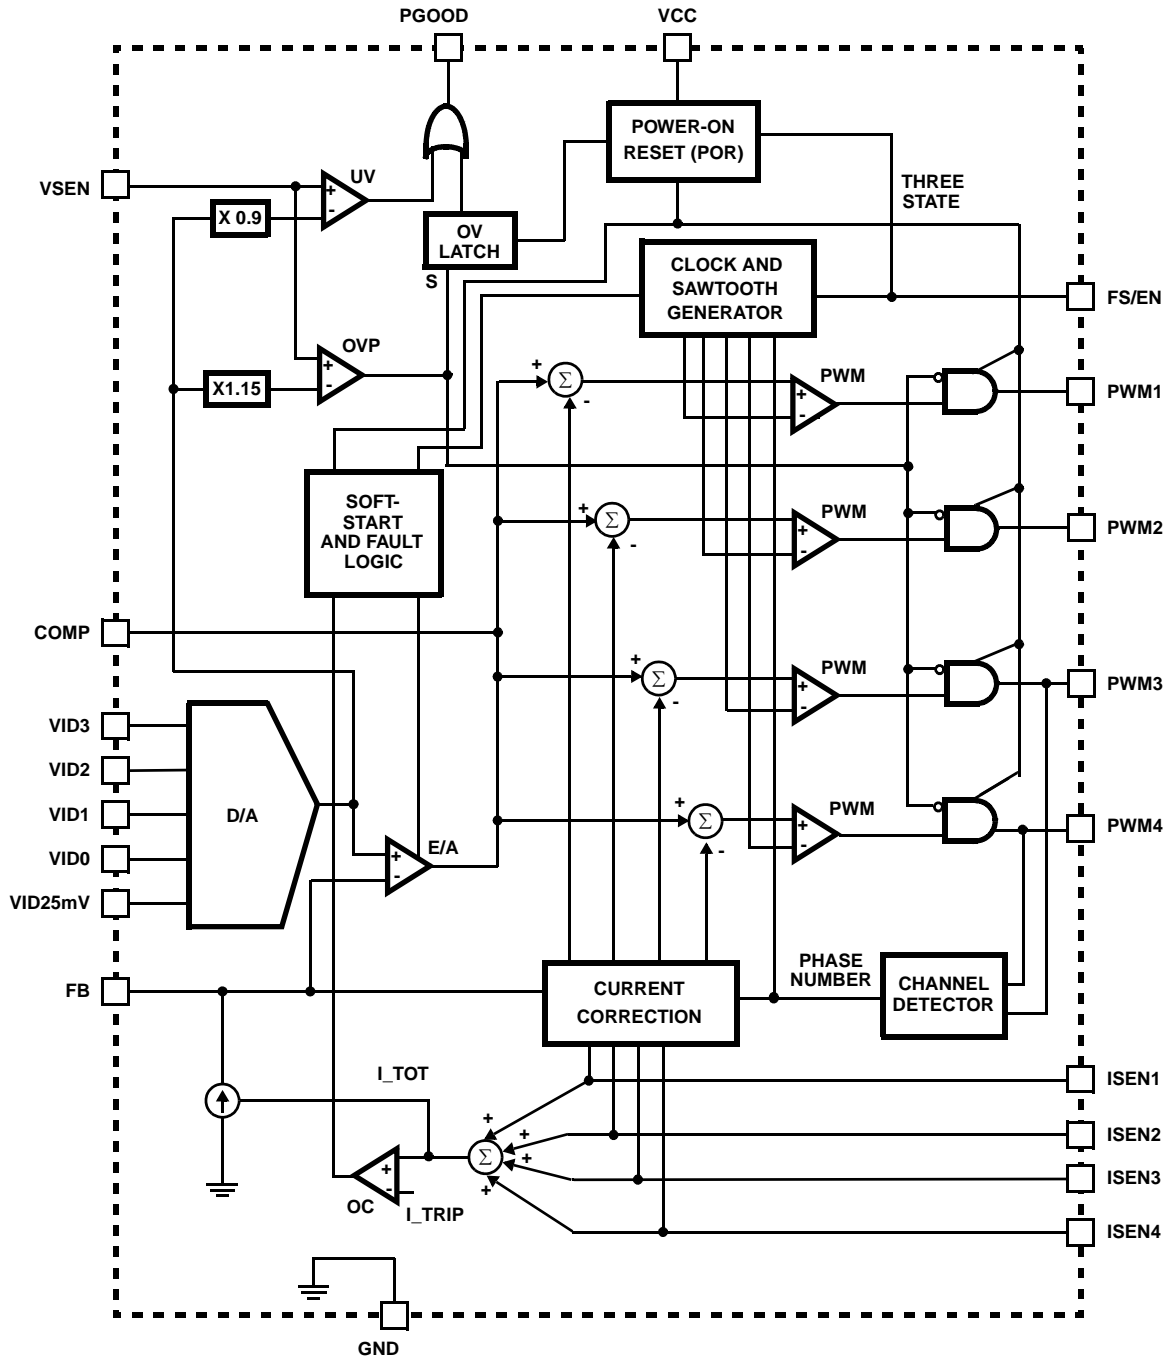 PGOOD
VCC
POWER-ON
RESET (POR)
VSEN
UV
+
-
X 0.9
THREE
STATE
OV
LATCH
S
CLOCK AND
SAWTOOTH
GENERATOR
FS/EN
OVP
+
-
X1.15
+
Σ
-
PWM
+
-
PWM1
SOFT-
START
AND FAULT
LOGIC
+
Σ
-
PWM
+
-
PWM2
COMP
+
Σ
-
PWM
+
-
PWM3
VID3
VID2
VID1
VID0
VID25mV
D/A
+
Σ
-
PWM
+
-
PWM4
E/A
+
-
FB
CURRENT
CORRECTION
PHASE
NUMBER
CHANNEL
DETECTOR
I_TOT
ISEN1
+
+
ISEN2
Σ
+
ISEN3
+
+
-
OC
I_TRIP
ISEN4
GND